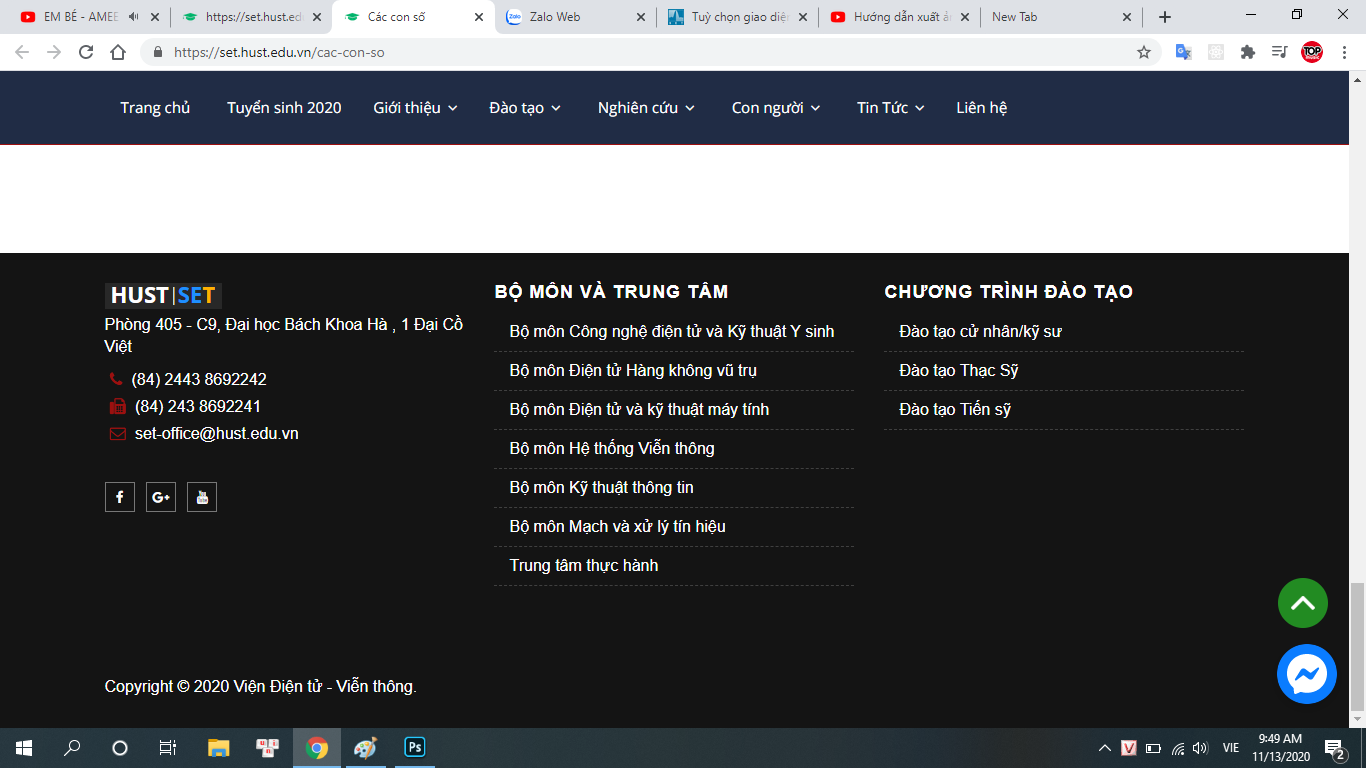 EM BÉ - AMEE
https://set.hust.ed
Các con số
Zalo Web
Tuỳ chọn giao diệ
Hướng dẫn xuất ả
New Tab
https://set.hust.edu.vn/cac-con-so
Trang chủ Tuyển sinh 2020 Giới thiệu Đào tạo Nghiên cứu Con người Tin Tức Liên hệ
HUST|SET
Phòng 405 - C9, Đại học Bách Khoa Hà , 1 Đại Cồ
Việt
(84) 2443 8692242
(84) 243 8692241
set-office@hust.edu.vn
BỘ MÔN VÀ TRUNG TÂM
Bộ môn Công nghệ điện tử và Kỹ thuật Y sinh
Bộ môn Điện tử Hàng không vũ trụ
Bộ môn Điện tử và kỹ thuật máy tính
Bộ môn Hệ thống Viễn thông
Bộ môn Kỹ thuật thông tin
Bộ môn Mạch và xử lý tín hiệu
Trung tâm thực hành
CHƯƠNG TRÌNH ĐÀO TẠO
Đào tạo cử nhân/kỹ sư
Đào tạo Thạc Sỹ
Đào tạo Tiến sỹ
Copyright © 2020 Viện Điện tử - Viễn thông.
Ps
V
VIE
9:49 AM
11/13/2020
2